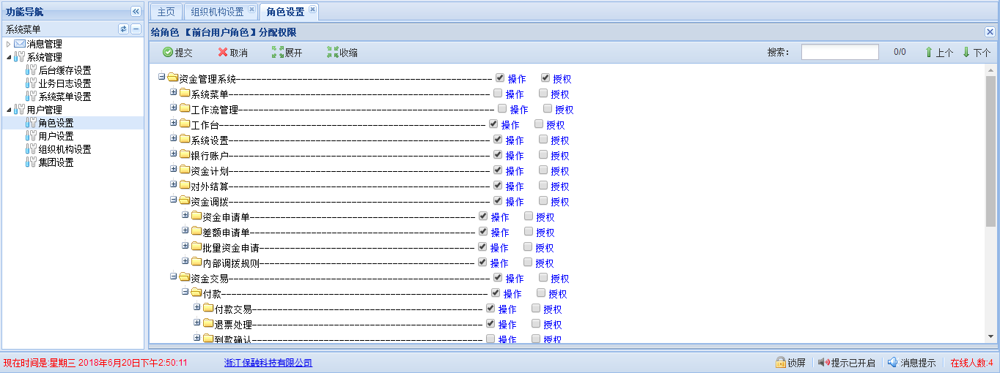 功能导航
系统菜单
消息管理
系统管理
后台缓存设置
业务日志设置
系统菜单设置
用户管理
角色设置
用户设置
组织机构设置
集团设置
主页 组织机构设置 角色设置
给角色 【前台用户角色】分配权限
提交 取消 展开 收缩 搜索: 0/0 上个 下个
资金管理系统 操作 授权
系统菜单 操作 授权
工作流管理 操作 授权
工作台 操作 授权
系统设置 操作 授权
银行账户 操作 授权
资金计划 操作 授权
对外结算 操作 授权
资金调拨 操作 授权
资金申请单 操作 授权
差额申请单 操作 授权
批量资金申请 操作 授权
内部调拨规则 操作 授权
资金交易 操作 授权
付款 操作 授权
付款交易 操作 授权
退票处理 操作 授权
到款确认 操作 授权
现在时间是:星期三 2018年6月20日下午2:50:11 浙江保融科技有限公司 锁屏 提示已开启 消息提示 在线人数:4